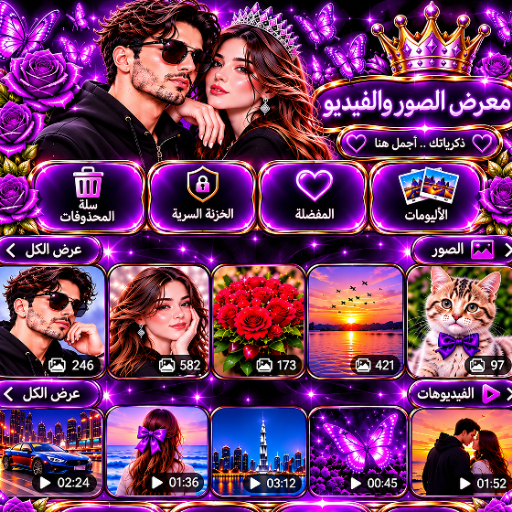 معرض الصور والفيديو
ذكرياتك .. أجمل هنا
الألبومات
المفضلة
الخزنة السرية
سلة
المحذوفات
الصور
عرض الكل
246
582
173
421
97
الفيديوهات
عرض الكل
02:24
01:36
03:12
00:45
01:52